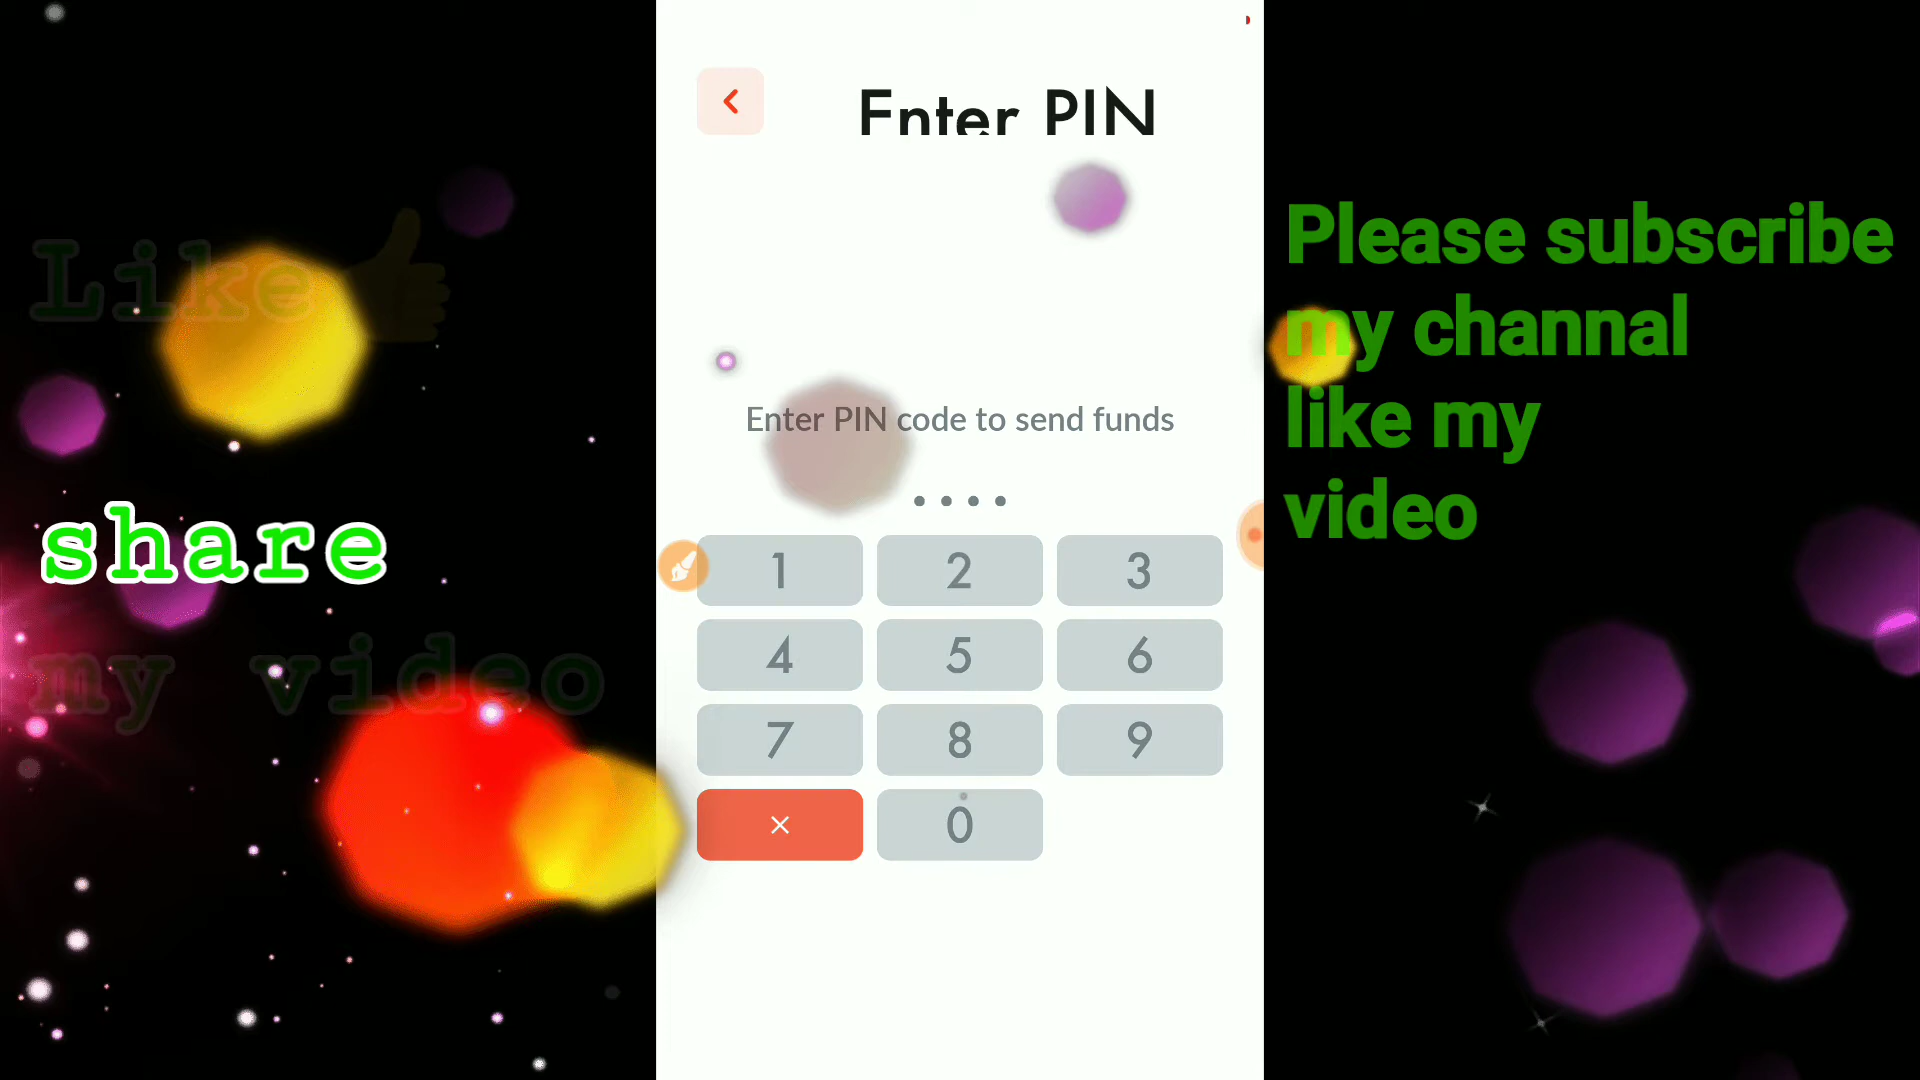 Like
share
my video
Enter PIN
Enter PIN code to send funds
1 2 3
4 5 6
7 8 9
0
Please subscribe
my channal
like my
video